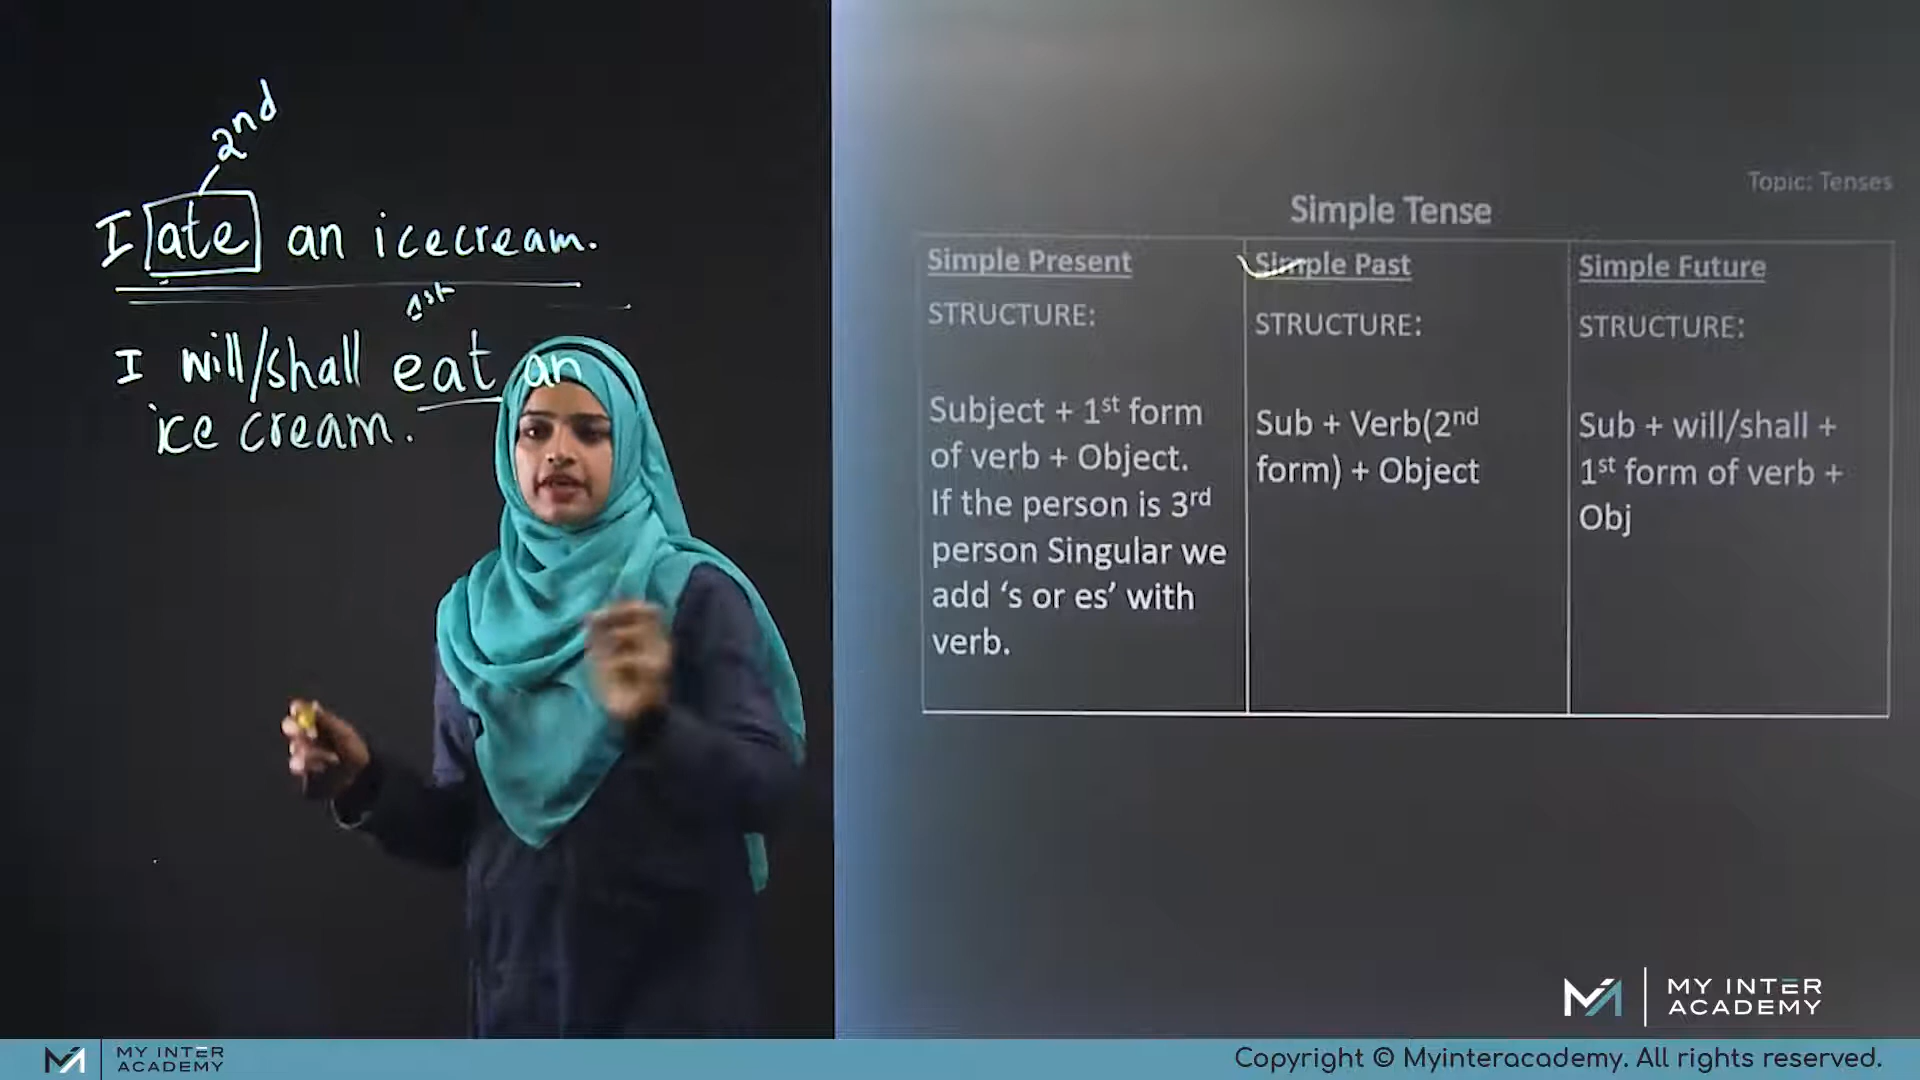 2nd
I ate an icecream.
1st
I will/shall eat an
ice cream.
Topic: Tenses
Simple Tense
Simple Present
STRUCTURE:
Subject + 1st form
of verb + Object.
If the person is 3rd
person Singular we
add ‘s or es’ with
verb.
Simple Past
STRUCTURE:
Sub + Verb(2nd
form) + Object
Simple Future
STRUCTURE:
Sub + will/shall +
1st form of verb +
Obj
MY INTER
ACADEMY
MY INTER
ACADEMY
Copyright © Myinteracademy. All rights reserved.